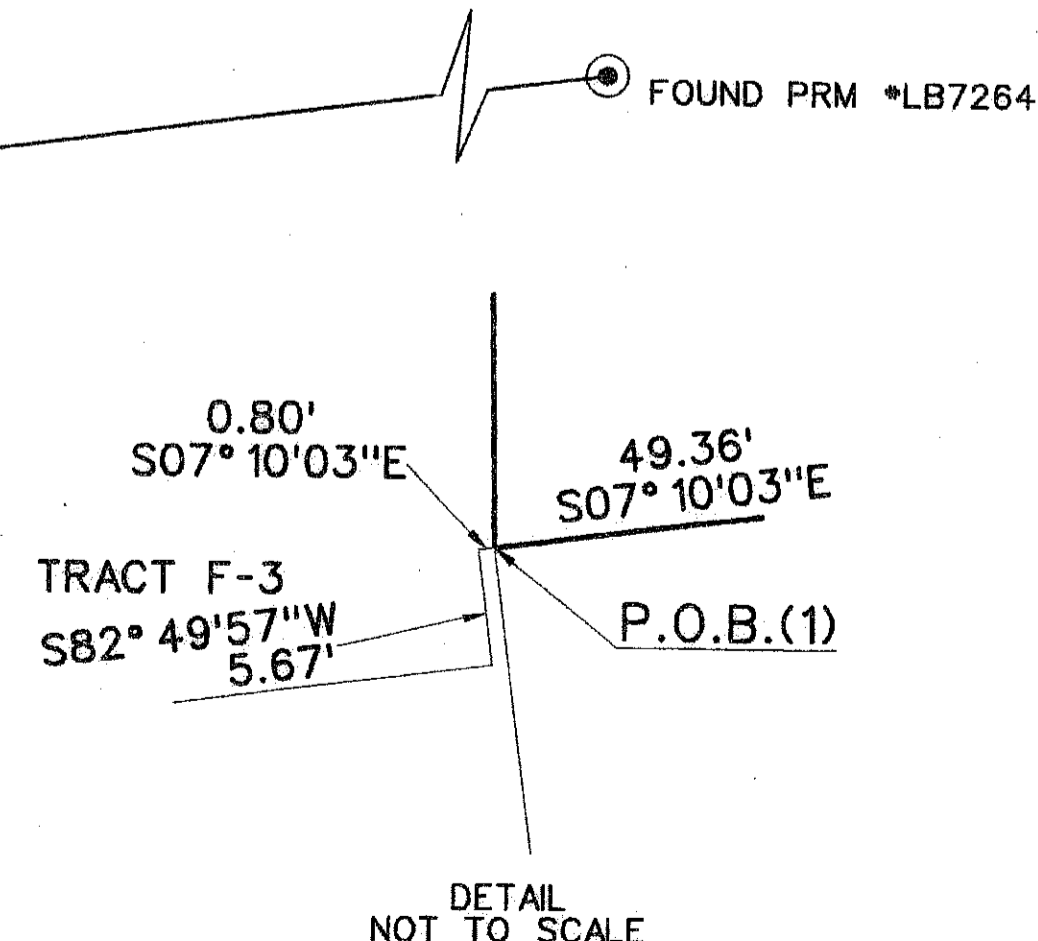 FOUND PRM *LB7264
0.80'
S07° 10'03"E
49.36'
S07° 10'03"E
TRACT F-3
S82° 49'57"W
5.67'
P.O.B.(1)
DETAIL
NOT TO SCALE